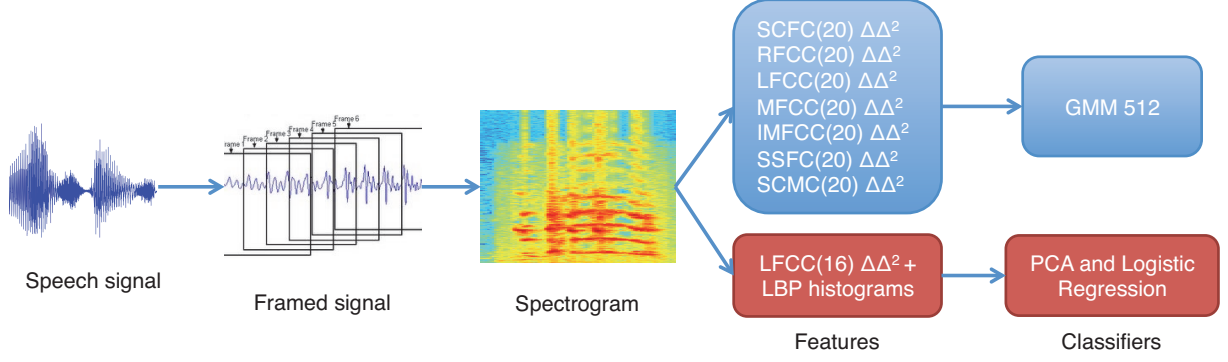 SCFC(20) ΔΔ²
RFCC(20) ΔΔ²
LFCC(20) ΔΔ²
MFCC(20) ΔΔ²
IMFCC(20) ΔΔ²
SSFC(20) ΔΔ²
SCMC(20) ΔΔ²
GMM 512
rame 1
Frame 2
Frame 3
Frame 4
Frame 5
Frame 6
Speech signal
Framed signal
Spectrogram
LFCC(16) ΔΔ² +
LBP histograms
PCA and Logistic
Regression
Features
Classifiers